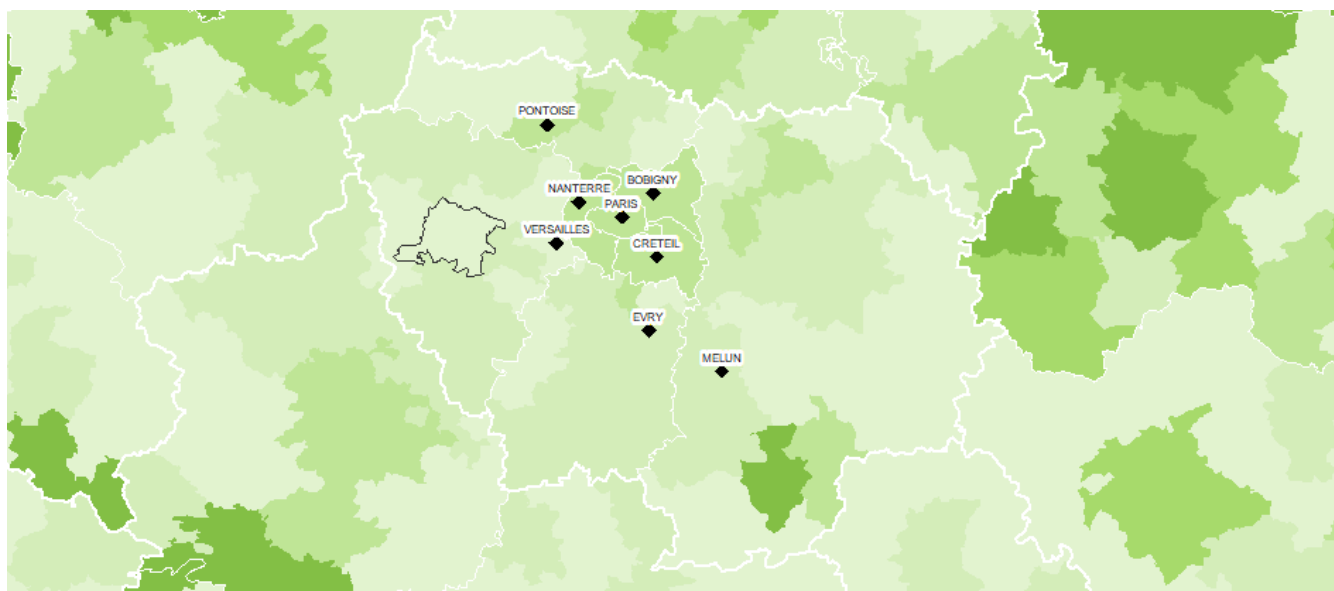 PONTOISE
BOBIGNY
NANTERRE
PARIS
VERSAILLES
CRETEIL
EVRY
MELUN